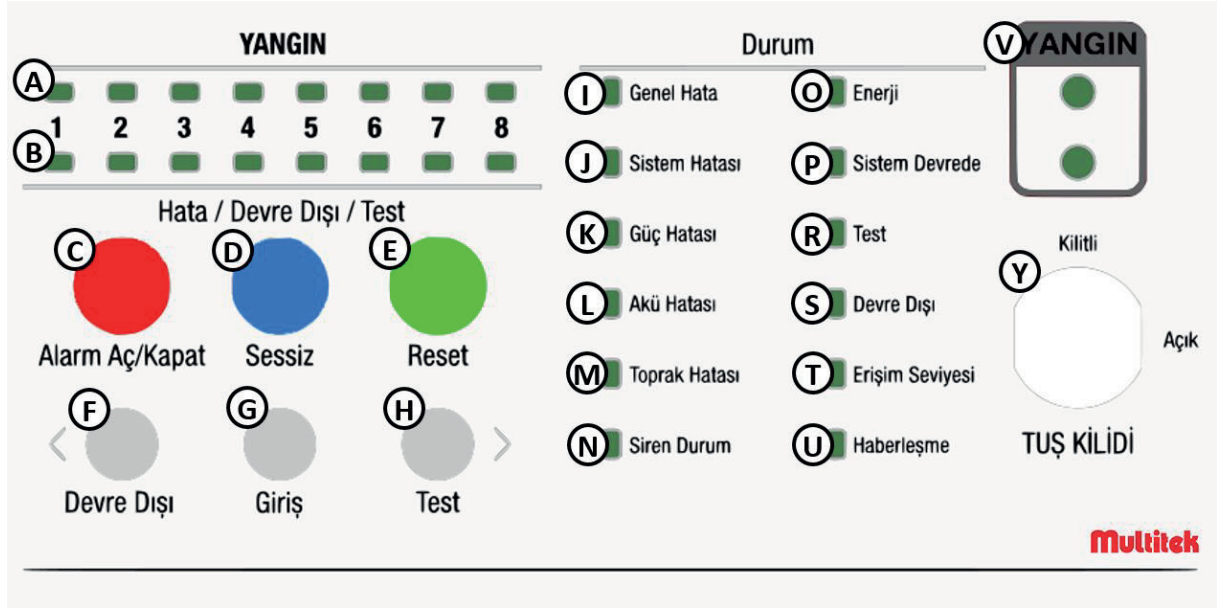 YANGIN
A
1 2 3 4 5 6 7 8
B
Hata / Devre Dışı / Test
C D E
Alarm Aç/Kapat Sessiz Reset
F G H
< >
Devre Dışı Giriş Test
Durum
I Genel Hata O Enerji
J Sistem Hatası P Sistem Devrede
K Güç Hatası R Test
L Akü Hatası S Devre Dışı
M Toprak Hatası T Erişim Seviyesi
N Siren Durum U Haberleşme
V YANGIN
Kilitli
Y
Açık
TUŞ KİLİDİ
Multitek